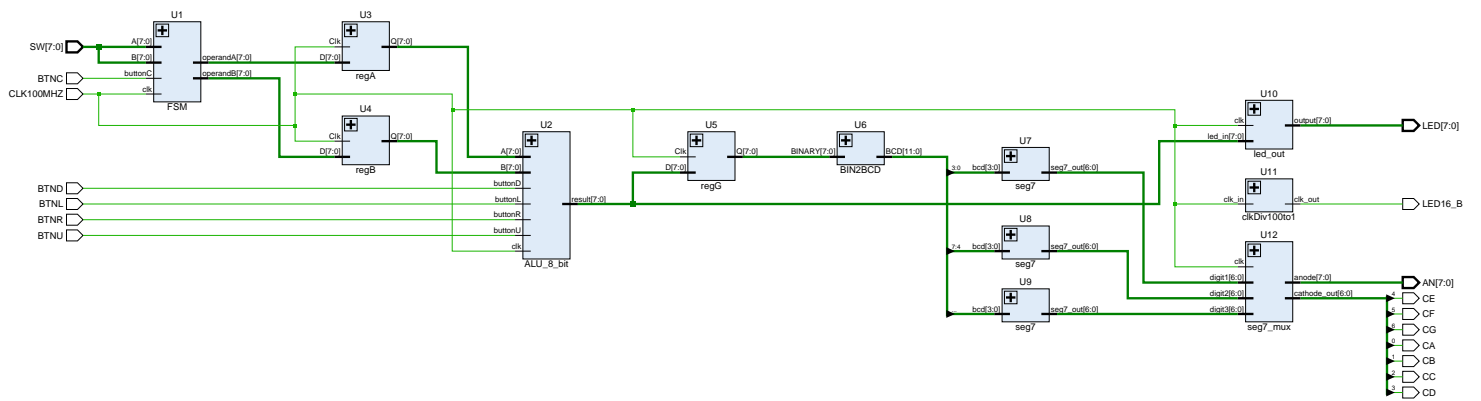 SW[7:0]
BTNC
CLK100MHZ
BTND
BTNL
BTNR
BTNU
U1
A[7:0]
B[7:0]
buttonC
clk
operandA[7:0]
operandB[7:0]
FSM
U3
Clk
D[7:0]
Q[7:0]
regA
U4
Clk
D[7:0]
Q[7:0]
regB
U2
A[7:0]
B[7:0]
buttonD
buttonL
buttonR
buttonU
clk
result[7:0]
ALU_8_bit
U5
Clk
D[7:0]
Q[7:0]
regG
U6
BINARY[7:0]
BCD[11:0]
BIN2BCD
3:0
7:4
U7
bcd[3:0]
seg7_out[6:0]
seg7
U8
bcd[3:0]
seg7_out[6:0]
seg7
U9
bcd[3:0]
seg7_out[6:0]
seg7
U10
clk
led_in[7:0]
output[7:0]
led_out
U11
clk_in
clk_out
clkDiv100to1
U12
clk
digit1[6:0]
digit2[6:0]
digit3[6:0]
anode[7:0]
cathode_out[6:0]
seg7_mux
LED[7:0]
LED16_B
AN[7:0]
4 CE
5 CF
6 CG
0 CA
1 CB
2 CC
3 CD